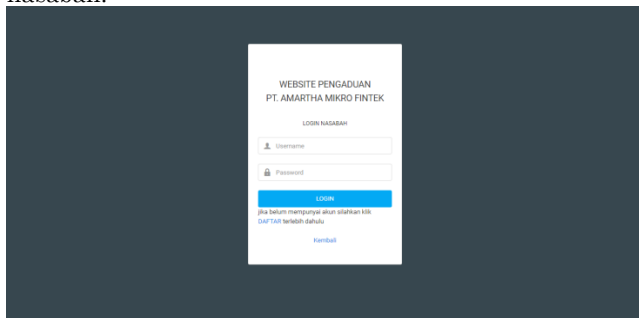 nasabah.
WEBSITE PENGADUAN
PT. AMARTHA MIKRO FINTEK
LOGIN NASABAH
Username
Password
LOGIN
jika belum mempunyai akun silahkan klik
DAFTAR terlebih dahulu
Kembali